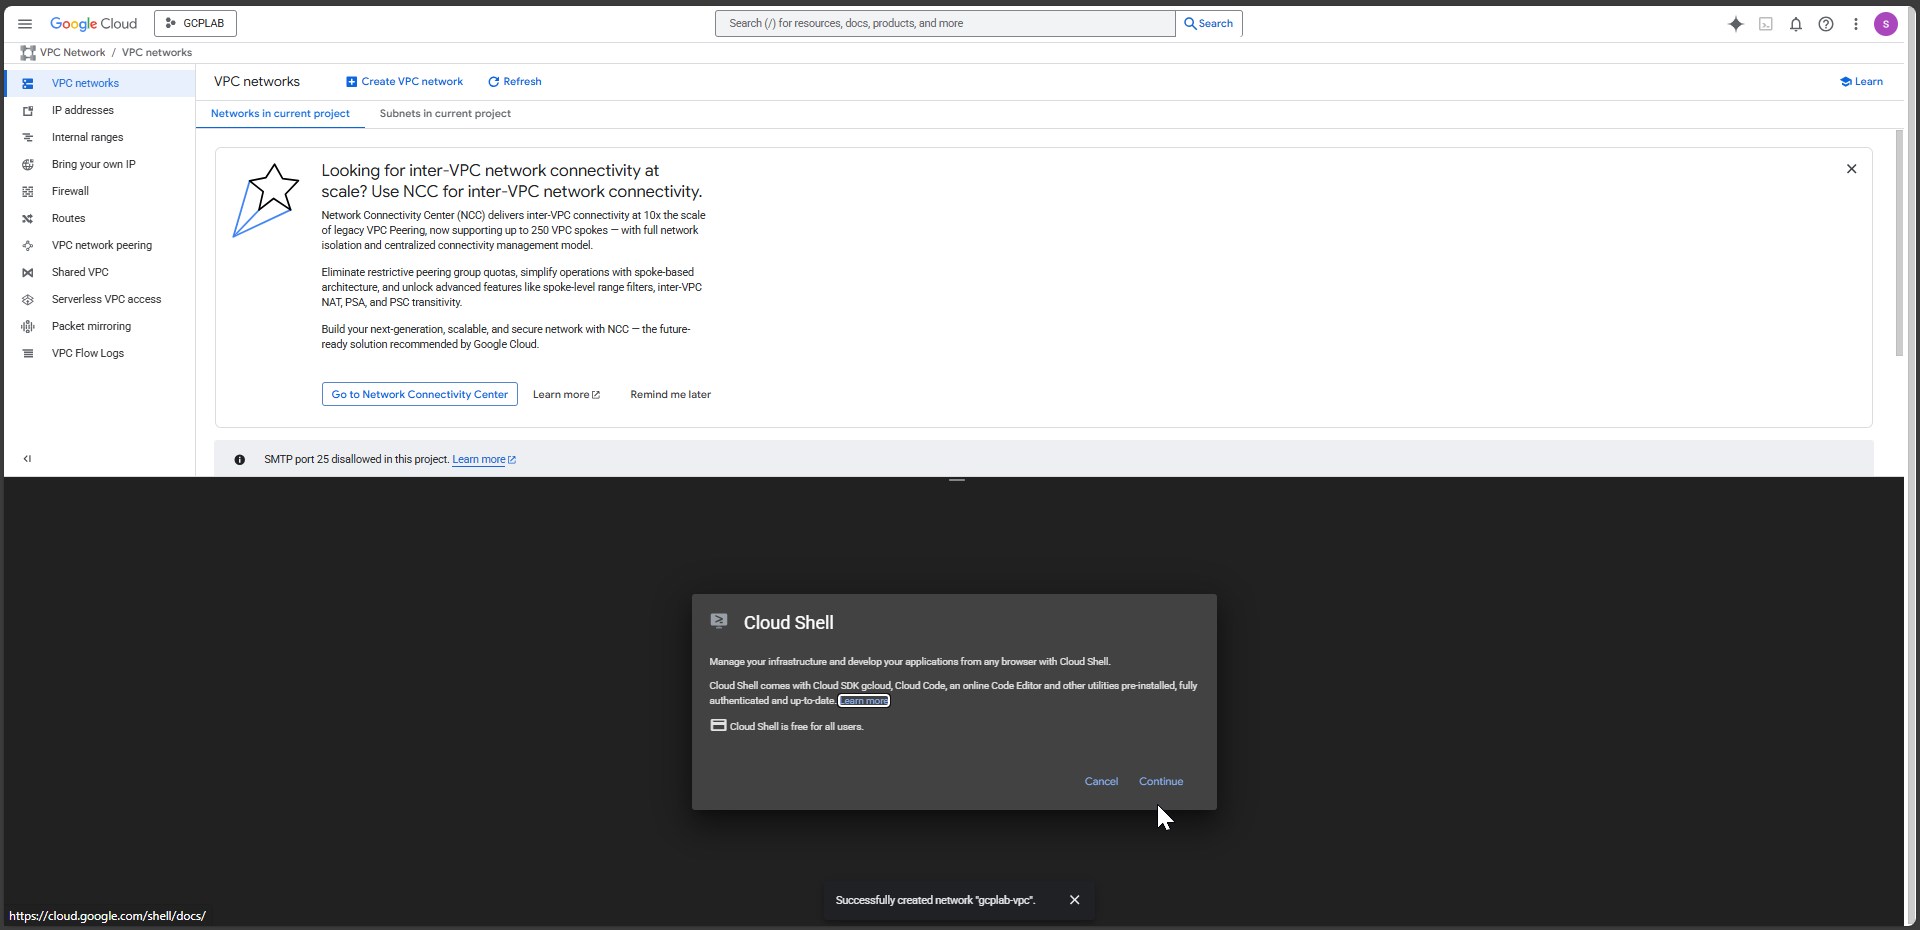 Google Cloud
GCPLAB
Search (/) for resources, docs, products, and more
Search
S
VPC Network / VPC networks
VPC networks
IP addresses
Internal ranges
Bring your own IP
Firewall
Routes
VPC network peering
Shared VPC
Serverless VPC access
Packet mirroring
VPC Flow Logs
VPC networks
Create VPC network
Refresh
Learn
Networks in current project
Subnets in current project
Looking for inter-VPC network connectivity at
scale? Use NCC for inter-VPC network connectivity.
Network Connectivity Center (NCC) delivers inter-VPC connectivity at 10x the scale
of legacy VPC Peering, now supporting up to 250 VPC spokes — with full network
isolation and centralized connectivity management model.
Eliminate restrictive peering group quotas, simplify operations with spoke-based
architecture, and unlock advanced features like spoke-level range filters, inter-VPC
NAT, PSA, and PSC transitivity.
Build your next-generation, scalable, and secure network with NCC — the future-
ready solution recommended by Google Cloud.
Go to Network Connectivity Center
Learn more
Remind me later
SMTP port 25 disallowed in this project. Learn more
Cloud Shell
Manage your infrastructure and develop your applications from any browser with Cloud Shell.
Cloud Shell comes with Cloud SDK gcloud, Cloud Code, an online Code Editor and other utilities pre-installed, fully
authenticated and up-to-date. Learn more
Cloud Shell is free for all users.
Cancel
Continue
Successfully created network "gcplab-vpc".
https://cloud.google.com/shell/docs/